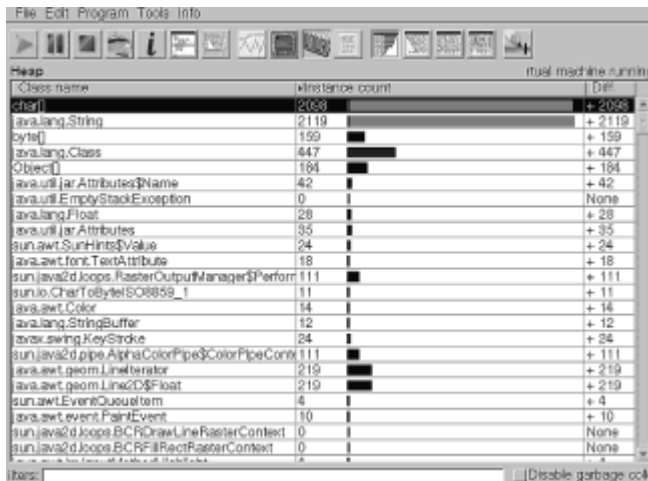 File Edit Program Tools Info
Heap rtual machine runnin
Class name Instance count Diff.
char[] 2098 + 2098
java.lang.String 2119 + 2119
byte[] 159 + 159
java.lang.Class 447 + 447
Object[] 184 + 184
java.util.jar.Attributes$Name 42 + 42
java.util.EmptyStackException 0 None
java.lang.Float 28 + 28
java.util.jar.Attributes 35 + 35
sun.awt.SunHints$Value 24 + 24
java.awt.font.TextAttribute 18 + 18
sun.java2d.loops.RasterOutputManager$Perforr 111 + 111
sun.io.CharToByteISO8859_1 11 + 11
java.awt.Color 14 + 14
java.lang.StringBuffer 12 + 12
javax.swing.KeyStroke 24 + 24
sun.java2d.pipe.AlphaColorPipe$ColorPipeCont 111 + 111
java.awt.geom.LineIterator 219 + 219
java.awt.geom.Line2D$Float 219 + 219
sun.awt.EventQueueItem 4 + 4
java.awt.event.PaintEvent 10 + 10
sun.java2d.loops.BCRDrawLineRasterContext 0 None
sun.java2d.loops.BCRFillRectRasterContext 0 None
ilters: Disable garbage coll